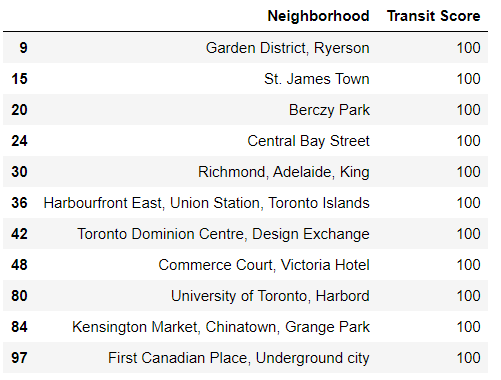 Neighborhood Transit Score
9 Garden District, Ryerson 100
15 St. James Town 100
20 Berczy Park 100
24 Central Bay Street 100
30 Richmond, Adelaide, King 100
36 Harbourfront East, Union Station, Toronto Islands 100
42 Toronto Dominion Centre, Design Exchange 100
48 Commerce Court, Victoria Hotel 100
80 University of Toronto, Harbord 100
84 Kensington Market, Chinatown, Grange Park 100
97 First Canadian Place, Underground city 100